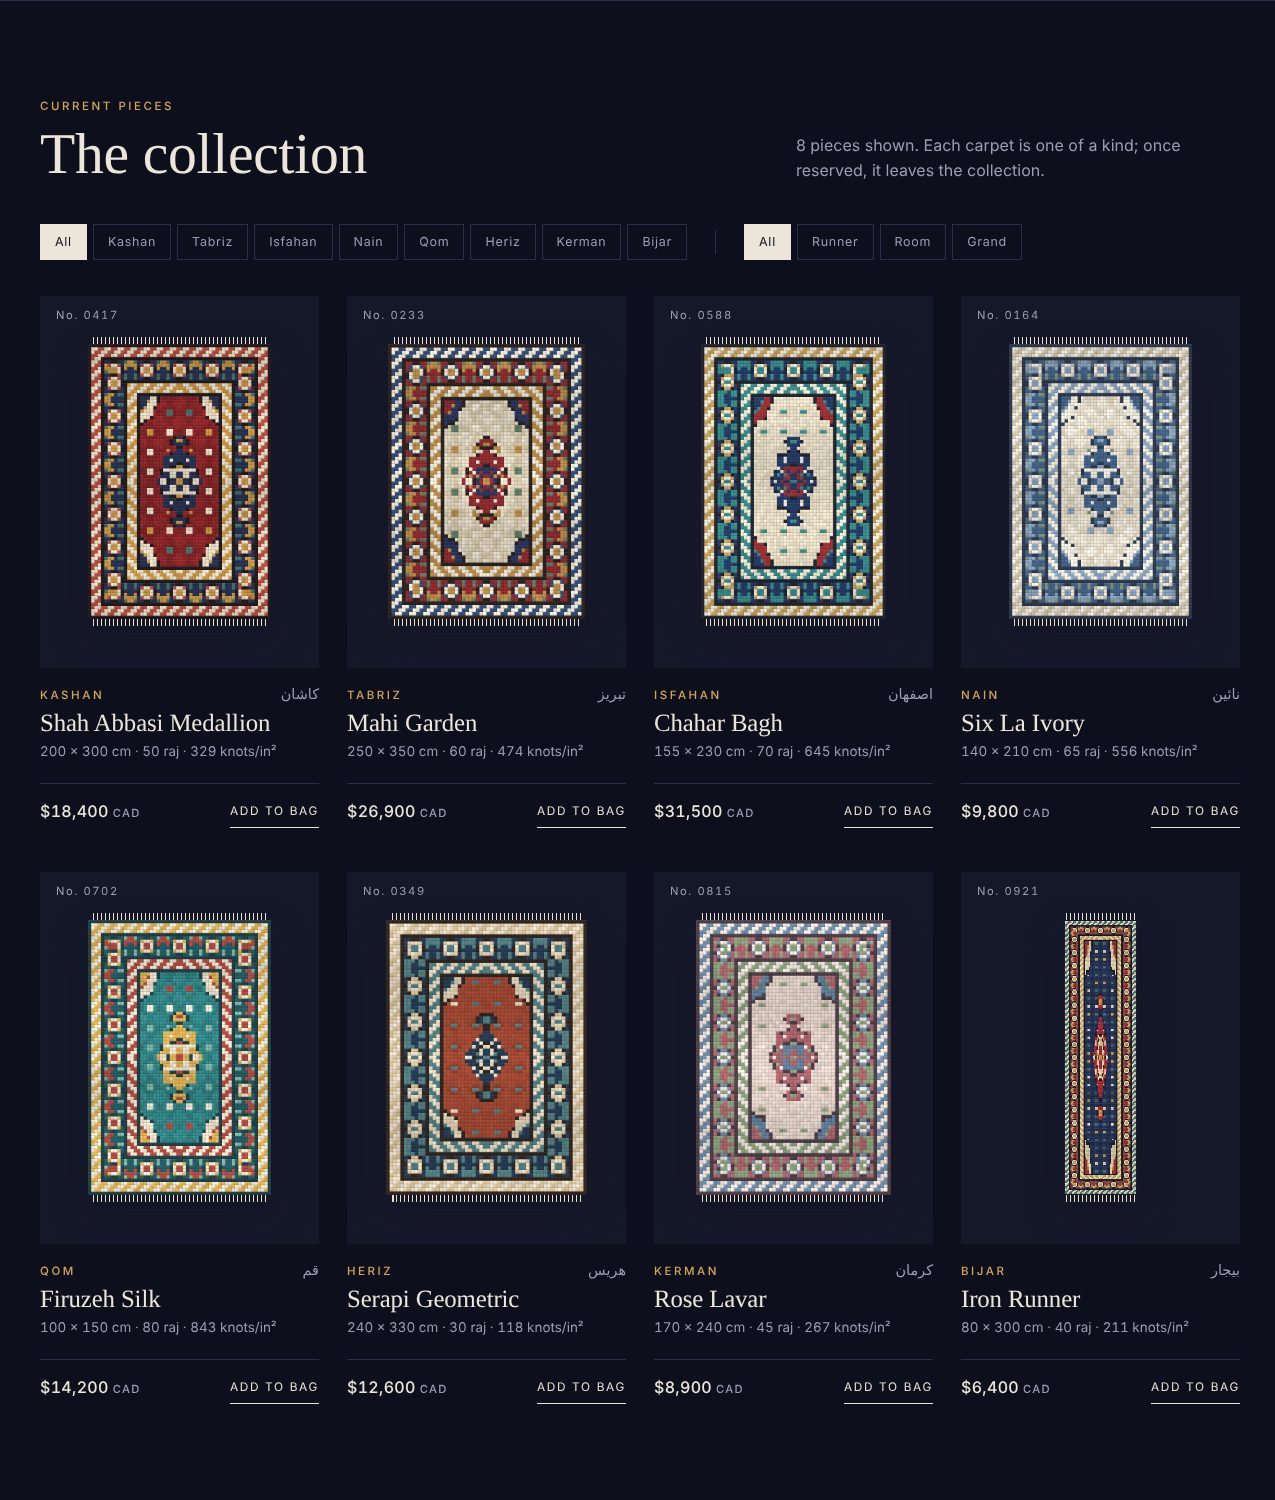 CURRENT PIECES
The collection
8 pieces shown. Each carpet is one of a kind; once
reserved, it leaves the collection.
All Kashan Tabriz Isfahan Nain Qom Heriz Kerman Bijar All Runner Room Grand
No. 0417
KASHAN کاشان
Shah Abbasi Medallion
200 × 300 cm · 50 raj · 329 knots/in²
$18,400 CAD ADD TO BAG
No. 0233
TABRIZ تبریز
Mahi Garden
250 × 350 cm · 60 raj · 474 knots/in²
$26,900 CAD ADD TO BAG
No. 0588
ISFAHAN اصفهان
Chahar Bagh
155 × 230 cm · 70 raj · 645 knots/in²
$31,500 CAD ADD TO BAG
No. 0164
NAIN نائین
Six La Ivory
140 × 210 cm · 65 raj · 556 knots/in²
$9,800 CAD ADD TO BAG
No. 0702
QOM قم
Firuzeh Silk
100 × 150 cm · 80 raj · 843 knots/in²
$14,200 CAD ADD TO BAG
No. 0349
HERIZ هریس
Serapi Geometric
240 × 330 cm · 30 raj · 118 knots/in²
$12,600 CAD ADD TO BAG
No. 0815
KERMAN کرمان
Rose Lavar
170 × 240 cm · 45 raj · 267 knots/in²
$8,900 CAD ADD TO BAG
No. 0921
BIJAR بیجار
Iron Runner
80 × 300 cm · 40 raj · 211 knots/in²
$6,400 CAD ADD TO BAG